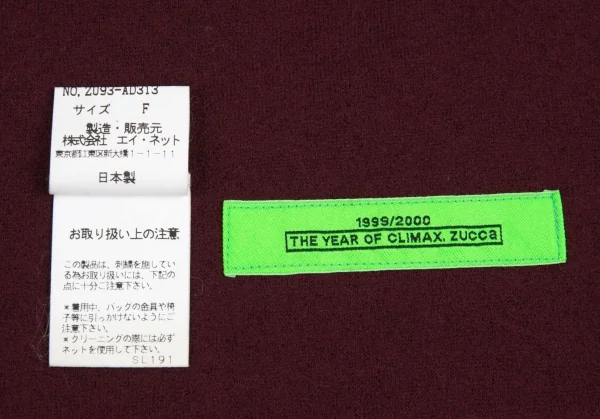 NO.ZU93-AD313
サイズ F
製造・販売元
株式会社 エイ・ネット
東京都江東区新大橋1-1-11
日本製
お取り扱い上の注意
この製品は、刺繍を施してい
る為お取り扱いには、下記の
点に十分ご注意下さい。
＊着用中、バックの金具や椅
子等に引っかけないようにご
注意下さい。
＊クリーニングの際には必ず
ネットを使用して下さい。
SL191
1999/2000
THE YEAR OF CLIMAX. ZUCCa